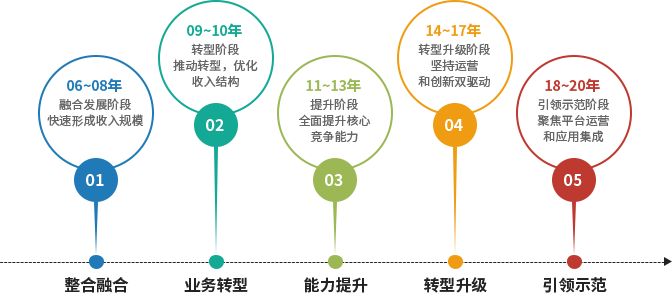 06~08年
融合发展阶段
快速形成收入规模
01
整合融合
09~10年
转型阶段
推动转型，优化
收入结构
02
业务转型
11~13年
提升阶段
全面提升核心
竞争能力
03
能力提升
14~17年
转型升级阶段
坚持运营
和创新双驱动
04
转型升级
18~20年
引领示范阶段
聚焦平台运营
和应用集成
05
引领示范